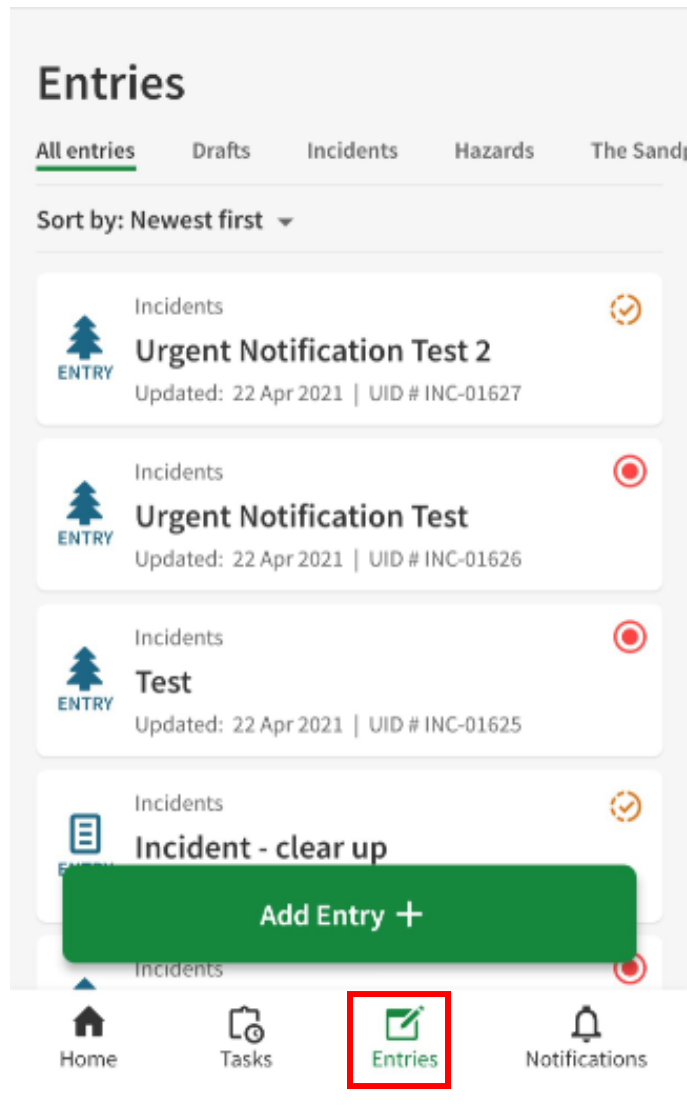 Entries
All entries Drafts Incidents Hazards The Sand
Sort by: Newest first
Incidents
Urgent Notification Test 2
ENTRY
Updated: 22 Apr 2021 | UID # INC-01627
Incidents
Urgent Notification Test
ENTRY
Updated: 22 Apr 2021 | UID # INC-01626
Incidents
Test
ENTRY
Updated: 22 Apr 2021 | UID # INC-01625
Incidents
Incident - clear up
Add Entry +
Incidents
Home Tasks Entries Notifications